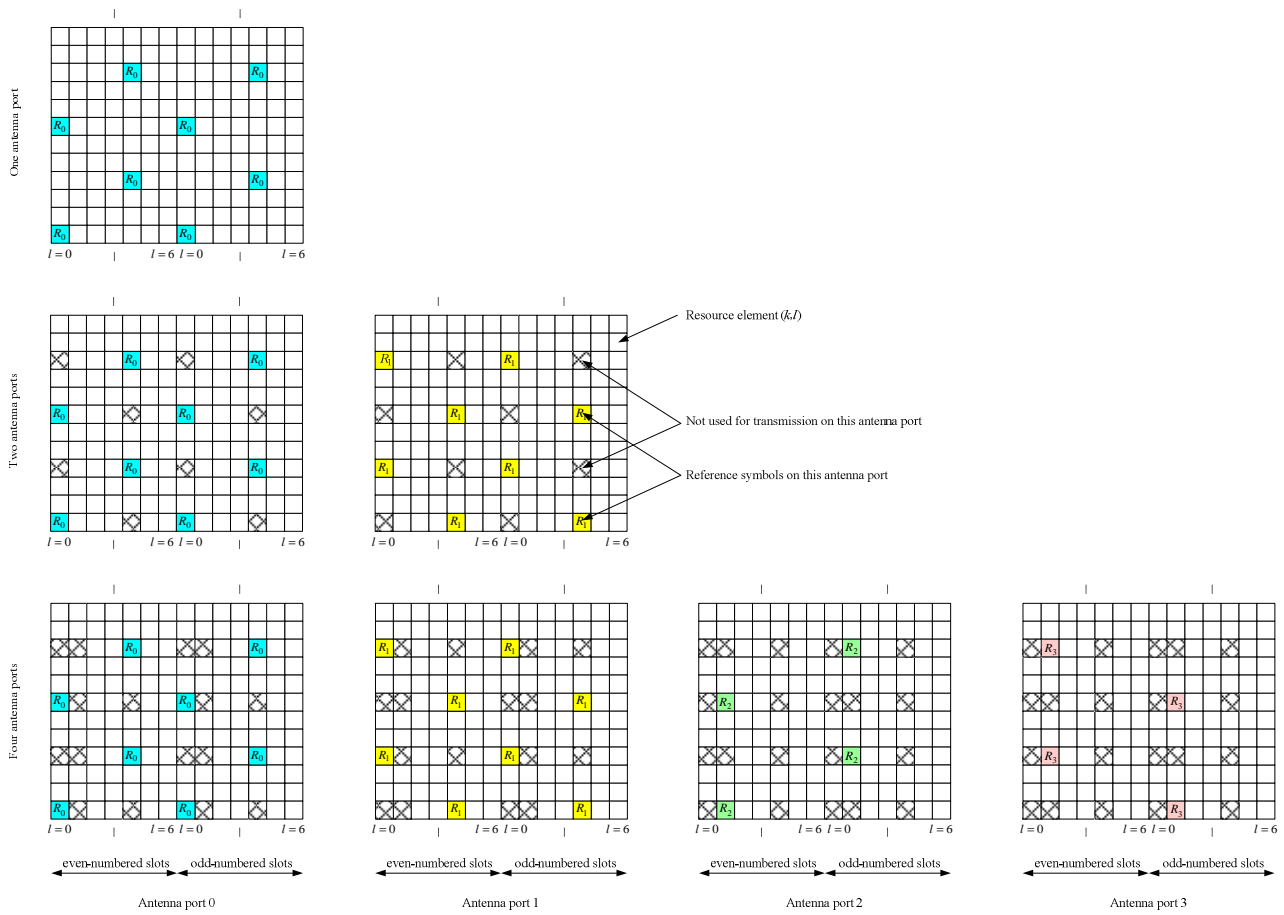 One antenna port
R0 R0
R0 R0
R0 R0
R0 R0
l = 0 l = 6 l = 0 l = 6
Two antenna ports
R0 R0
R0 R0
R0 R0
R0 R0
l = 0 l = 6 l = 0 l = 6
R1 R1
R1 R1
R1 R1
R1 R1
l = 0 l = 6 l = 0 l = 6
Resource element (k,l)
Not used for transmission on this antenna port
Reference symbols on this antenna port
Four antenna ports
R0 R0
R0 R0
R0 R0
R0 R0
l = 0 l = 6 l = 0 l = 6
even-numbered slots odd-numbered slots
Antenna port 0
R1 R1
R1 R1
R1 R1
R1 R1
l = 0 l = 6 l = 0 l = 6
even-numbered slots odd-numbered slots
Antenna port 1
R2
R2
R2
R2
l = 0 l = 6 l = 0 l = 6
even-numbered slots odd-numbered slots
Antenna port 2
R3
R3
R3
R3
l = 0 l = 6 l = 0 l = 6
even-numbered slots odd-numbered slots
Antenna port 3